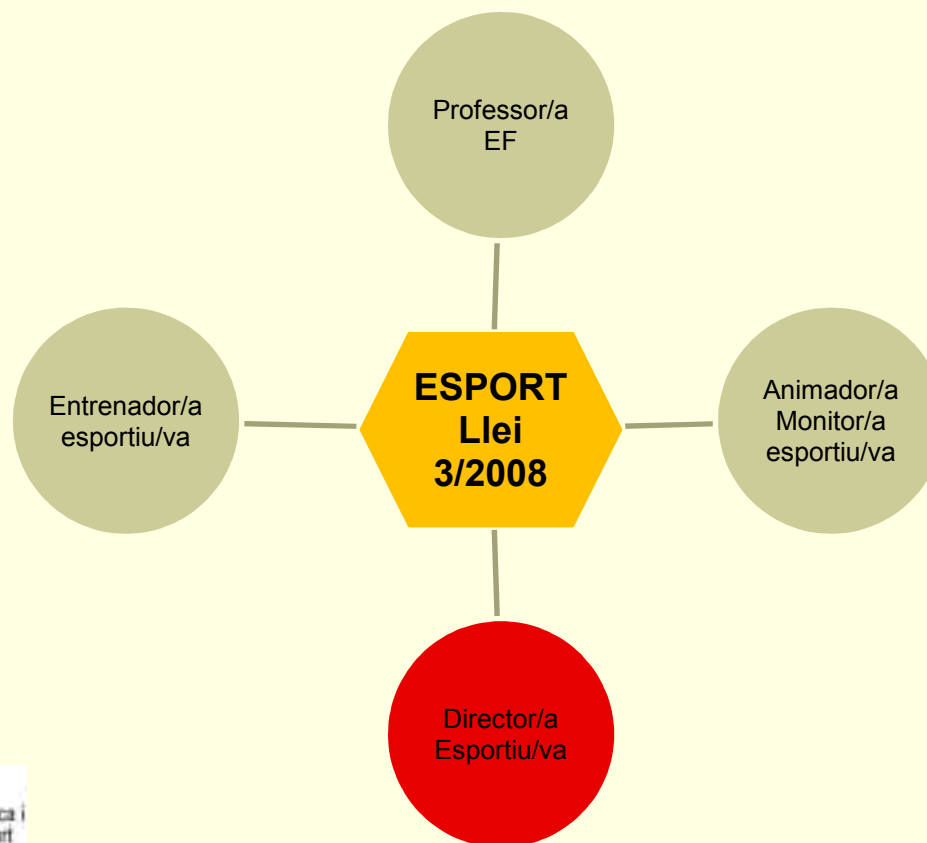 Professor/a
EF
Entrenador/a
esportiu/va
ESPORT
Llei
3/2008
Animador/a
Monitor/a
esportiu/va
Director/a
Esportiu/va